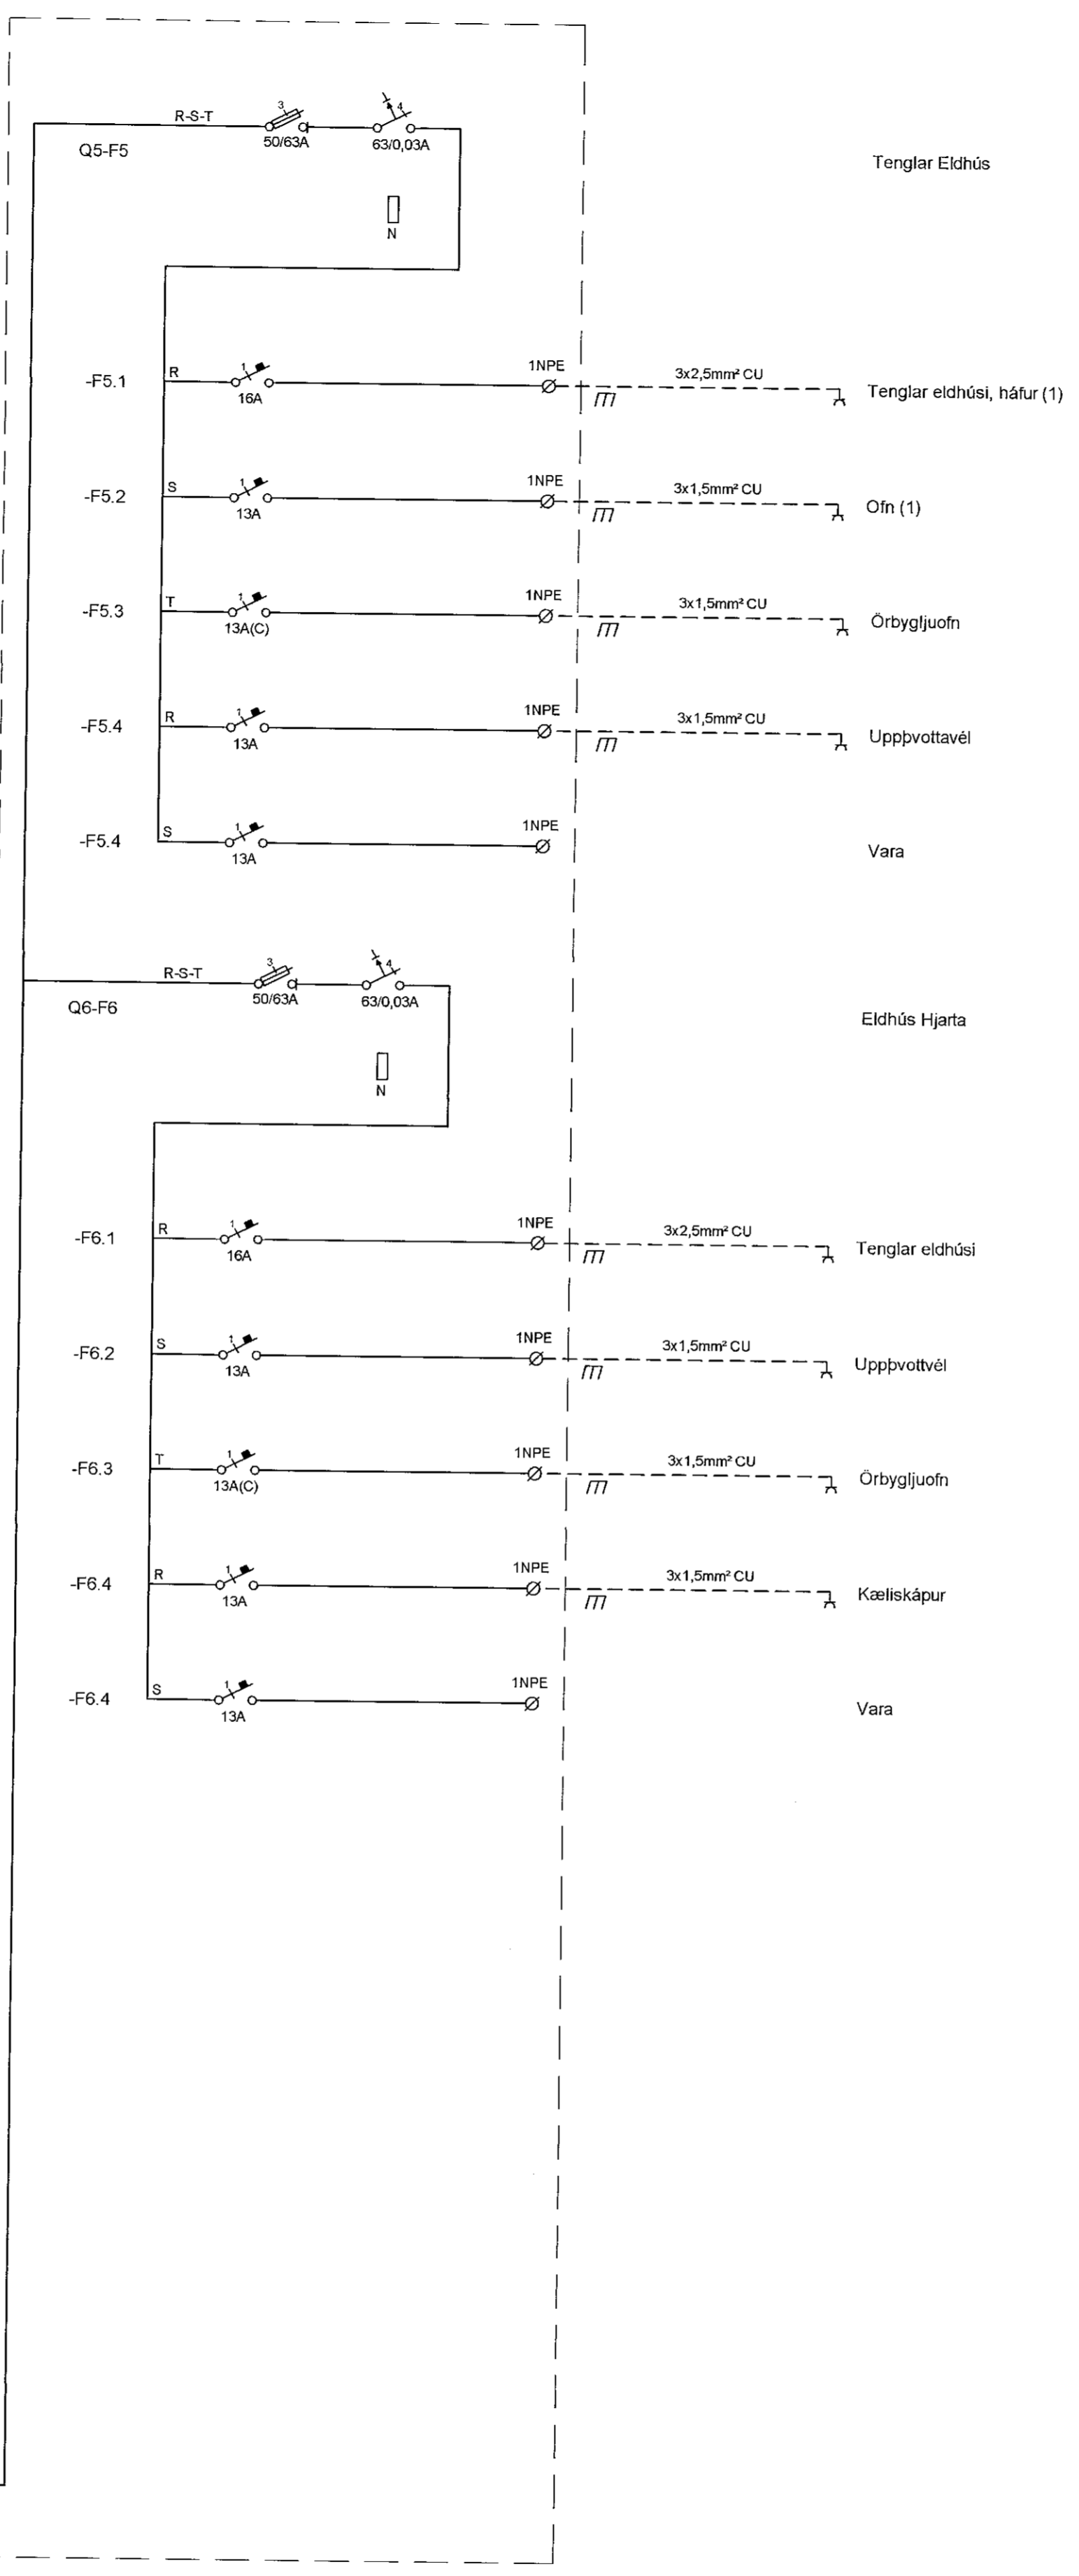 R-S-T 3 4
Q5-F5 50/63A 63/0,03A Tenglar Eldhús
N
-F5.1 R 1 16A 1NPE 3x2,5mm² CU Tenglar eldhúsi, háfur (1)
-F5.2 S 1 13A 1NPE 3x1,5mm² CU Ofn (1)
-F5.3 T 1 13A(C) 1NPE 3x1,5mm² CU Örbygljuofn
-F5.4 R 1 13A 1NPE 3x1,5mm² CU Uppþvottavél
-F5.4 S 1 13A 1NPE Vara
R-S-T 3 4
Q6-F6 50/63A 63/0,03A Eldhús Hjarta
N
-F6.1 R 1 16A 1NPE 3x2,5mm² CU Tenglar eldhúsi
-F6.2 S 1 13A 1NPE 3x1,5mm² CU Uppþvottvél
-F6.3 T 1 13A(C) 1NPE 3x1,5mm² CU Örbygljuofn
-F6.4 R 1 13A 1NPE 3x1,5mm² CU Kæliskápur
-F6.4 S 1 13A 1NPE Vara